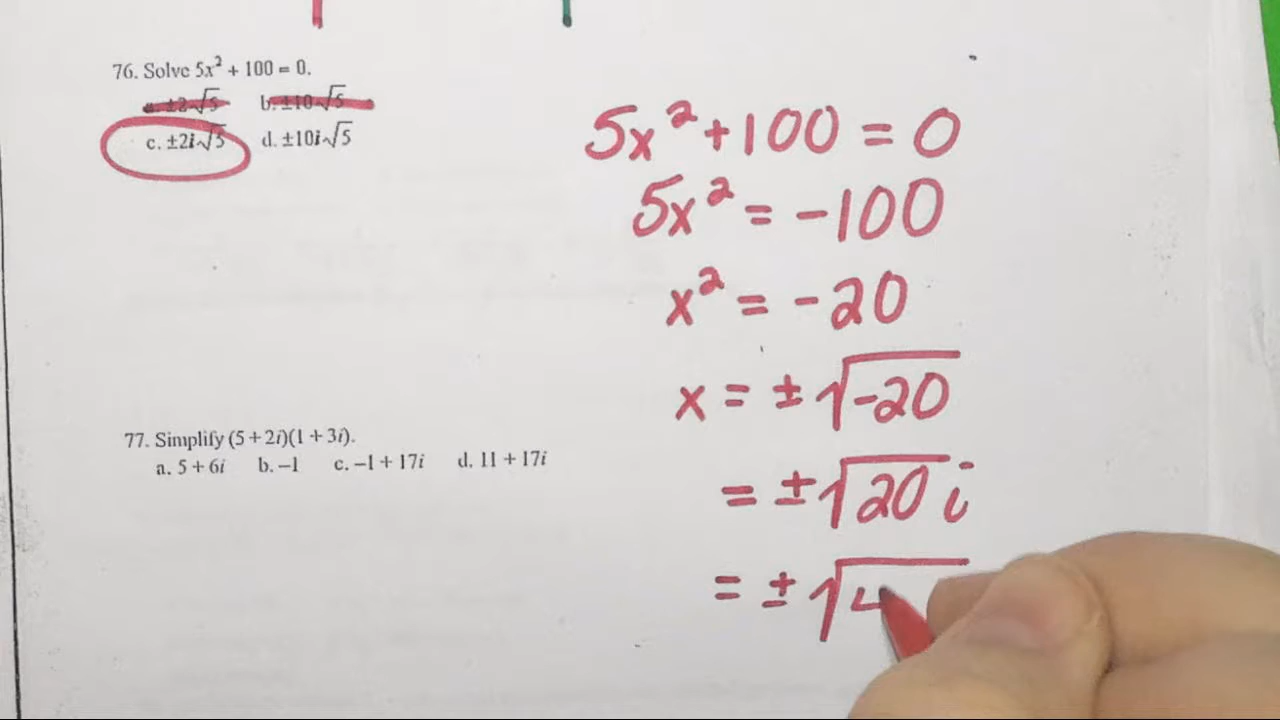 76. Solve 5x² + 100 = 0.
a. ±2√5 b. ±10√5
c. ±2i√5 d. ±10i√5
5x² + 100 = 0
5x² = -100
x² = -20
x = ±√-20
= ±√20 i
= ±√4
77. Simplify (5 + 2i)(1 + 3i).
a. 5 + 6i b. −1 c. −1 + 17i d. 11 + 17i